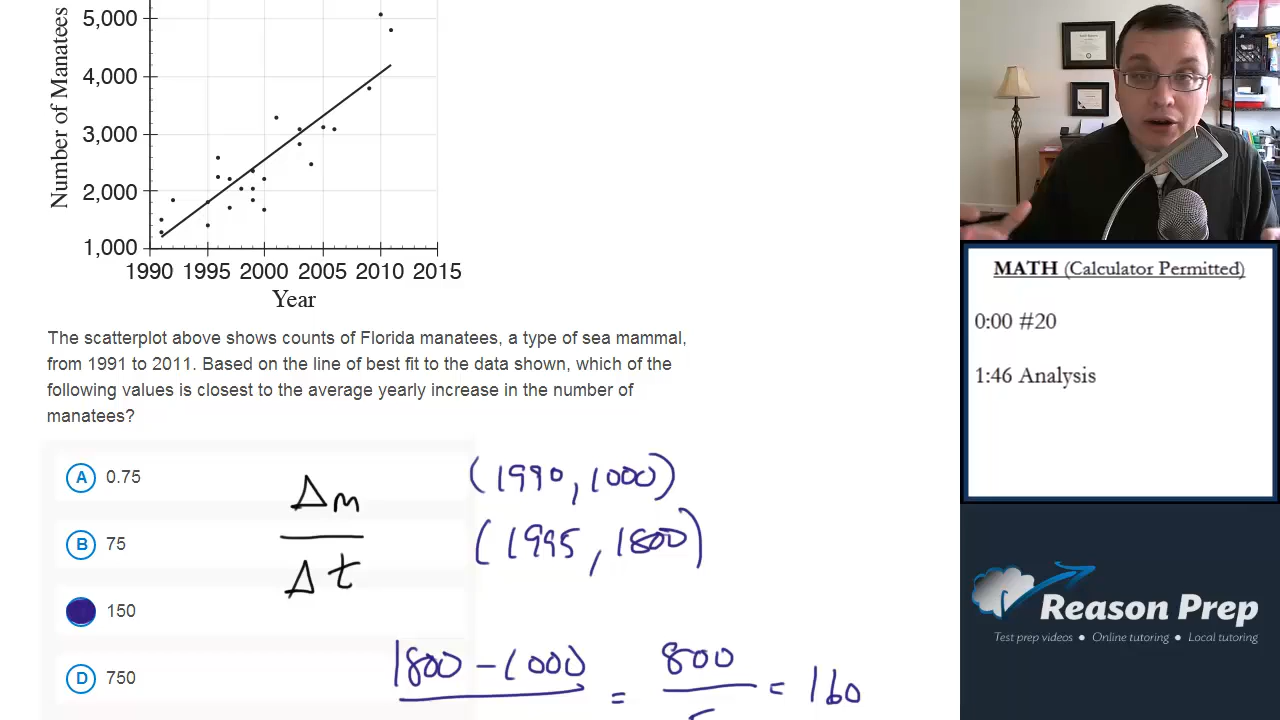 Number of Manatees
5,000
4,000
3,000
2,000
1,000
1990 1995 2000 2005 2010 2015
Year
The scatterplot above shows counts of Florida manatees, a type of sea mammal,
from 1991 to 2011. Based on the line of best fit to the data shown, which of the
following values is closest to the average yearly increase in the number of
manatees?
A 0.75
B 75
150
D 750
Δm
Δt
(1990, 1000)
(1995, 1800)
1800 - 1000 = 800 = 160
MATH (Calculator Permitted)
0:00 #20
1:46 Analysis
Reason Prep
Test prep videos • Online tutoring • Local tutoring